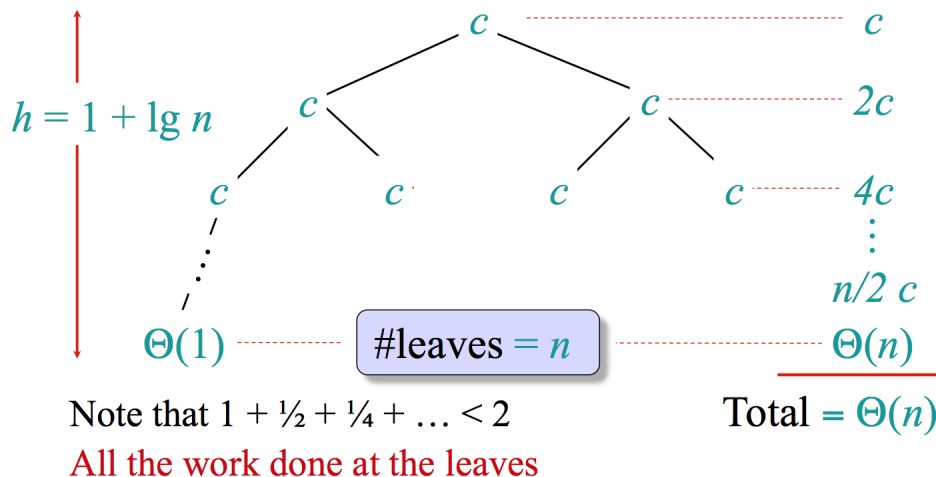 c c
h = 1 + lg n c c 2c
c c c c 4c
n/2 c
Θ(1) #leaves = n Θ(n)
Note that 1 + ½ + ¼ + … < 2 Total = Θ(n)
All the work done at the leaves